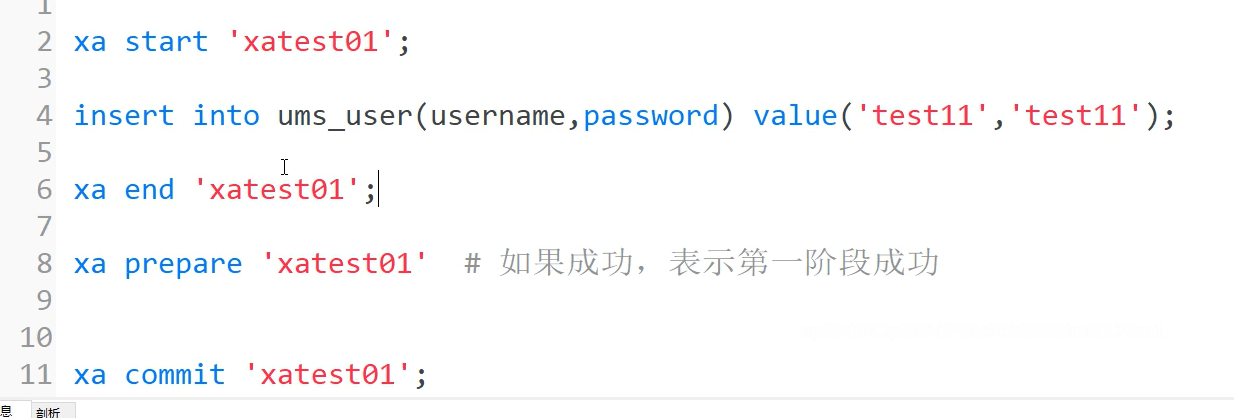 1
2 xa start 'xatest01';
3
4 insert into ums_user(username,password) value('test11','test11');
5
6 xa end 'xatest01';
7
8 xa prepare 'xatest01'  # 如果成功，表示第一阶段成功
9
10
11 xa commit 'xatest01';
息 剖析